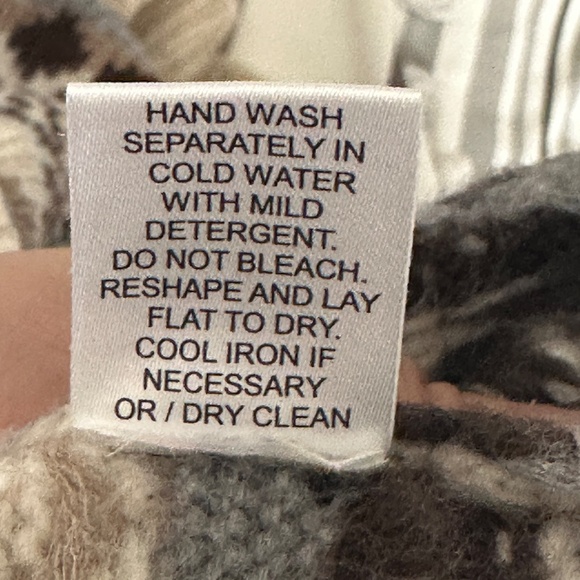 HAND WASH
SEPARATELY IN
COLD WATER
WITH MILD
DETERGENT.
DO NOT BLEACH.
RESHAPE AND LAY
FLAT TO DRY.
COOL IRON IF
NECESSARY
OR / DRY CLEAN